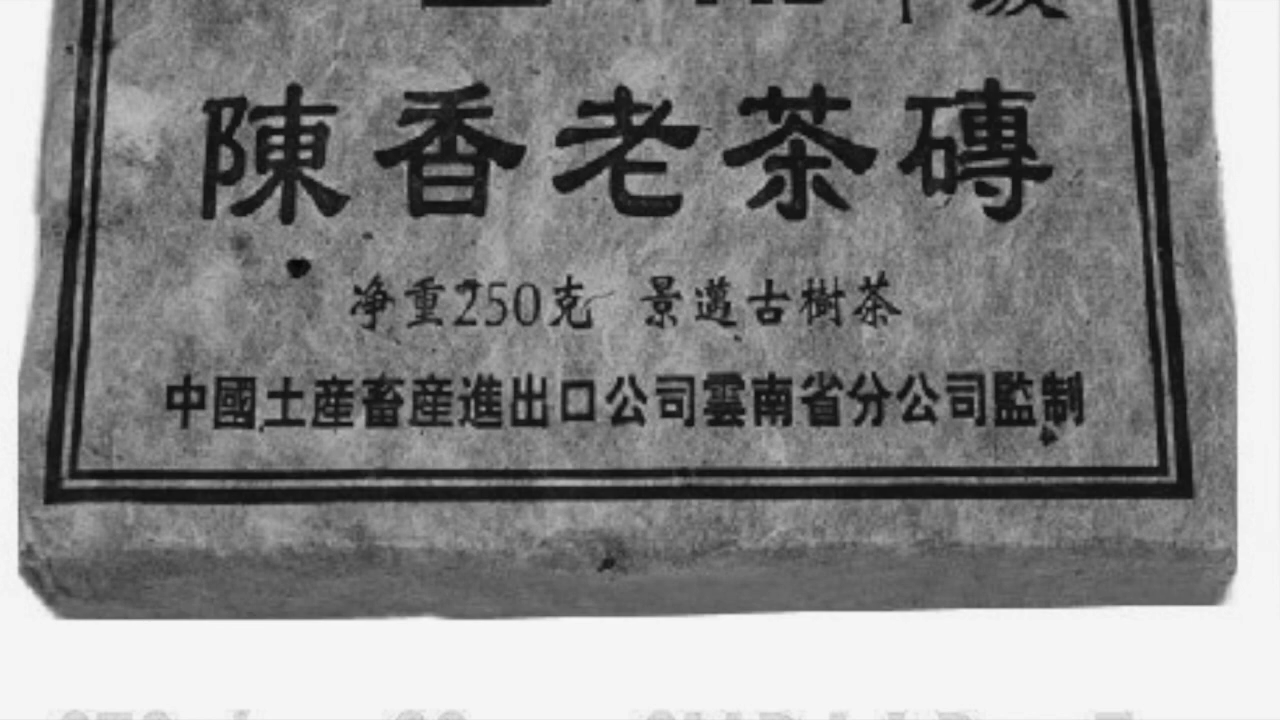 陳香老茶磚
净重250克 景邁古樹茶
中國土産畜産進出口公司雲南省分公司監制